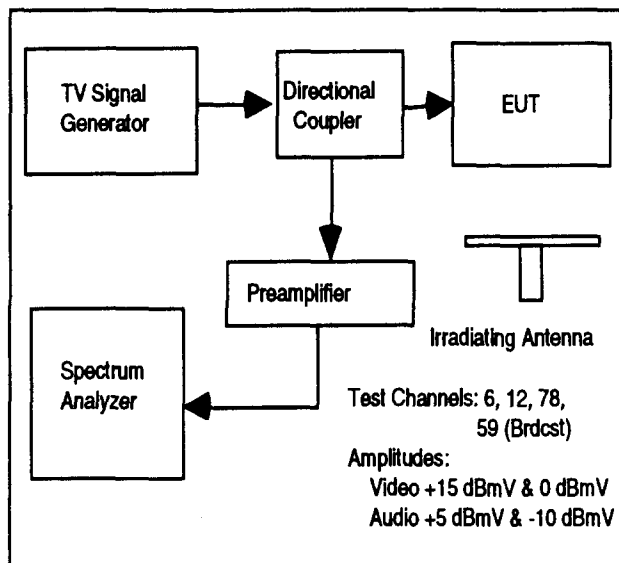 TV Signal
Generator
Directional
Coupler
EUT
Preamplifier
Irradiating Antenna
Spectrum
Analyzer
Test Channels: 6, 12, 78,
59 (Brdcst)
Amplitudes:
Video +15 dBmV & 0 dBmV
Audio +5 dBmV & -10 dBmV